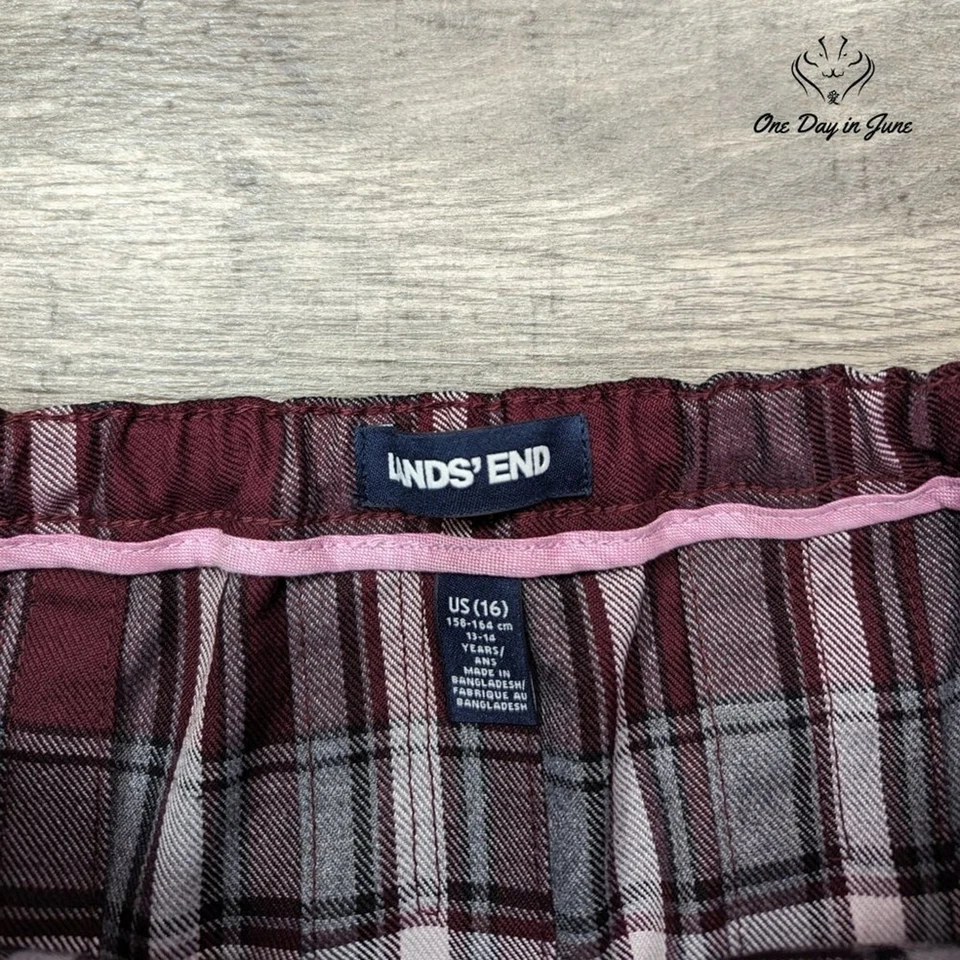 愛
One Day in June
LANDS' END
US (16)
158-164 cm
13-14
YEARS/
ANS
MADE IN
BANGLADESH/
FABRIQUE AU
BANGLADESH